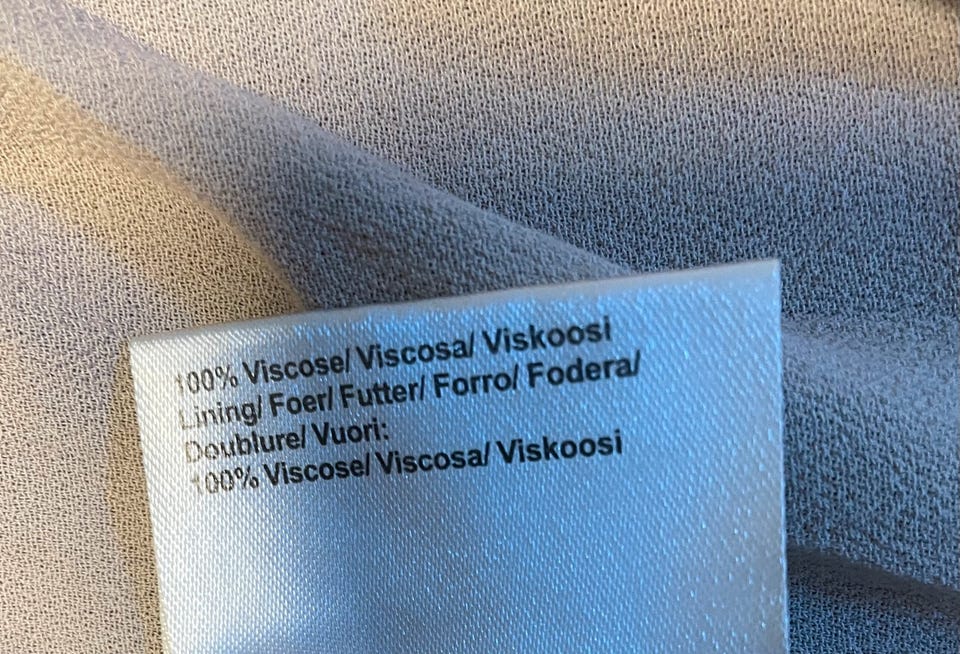 100% Viscose/ Viscosa/ Viskoosi
Lining/ Foer/ Futter/ Forro/ Fodera/
Doublure/ Vuori:
100% Viscose/ Viscosa/ Viskoosi